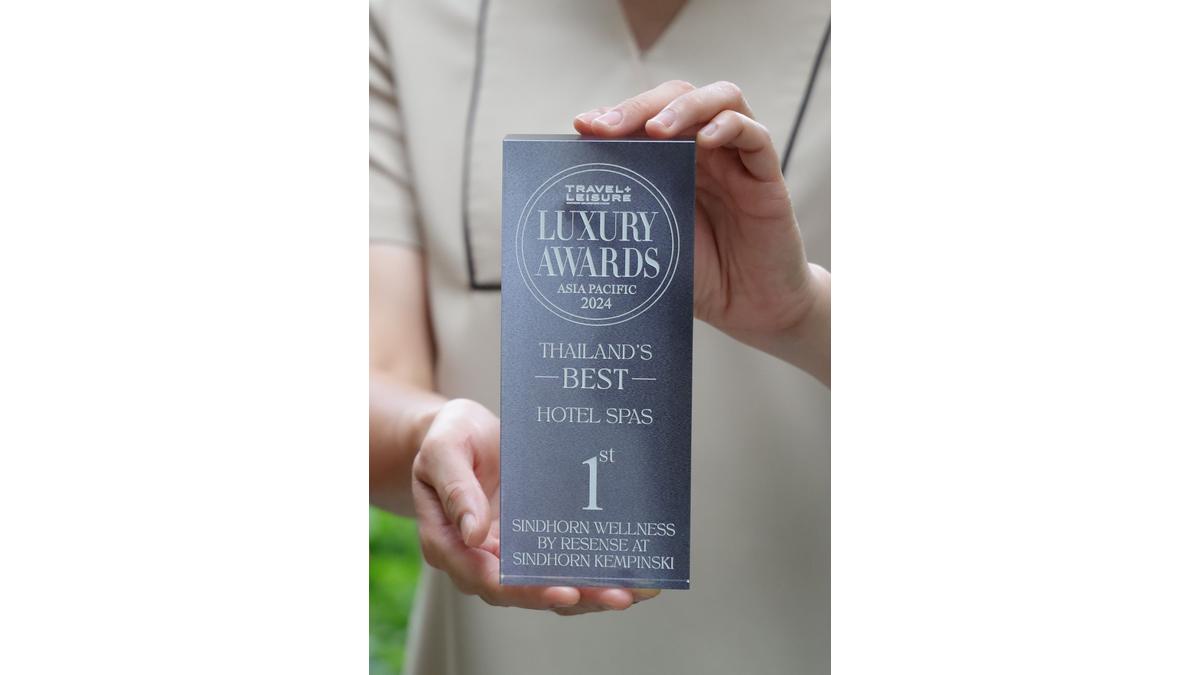 TRAVEL+
LEISURE
LUXURY
AWARDS
ASIA PACIFIC
2024
THAILAND'S
BEST
HOTEL SPAS
1st
SINDHORN WELLNESS
BY RESENSE AT
SINDHORN KEMPINSKI